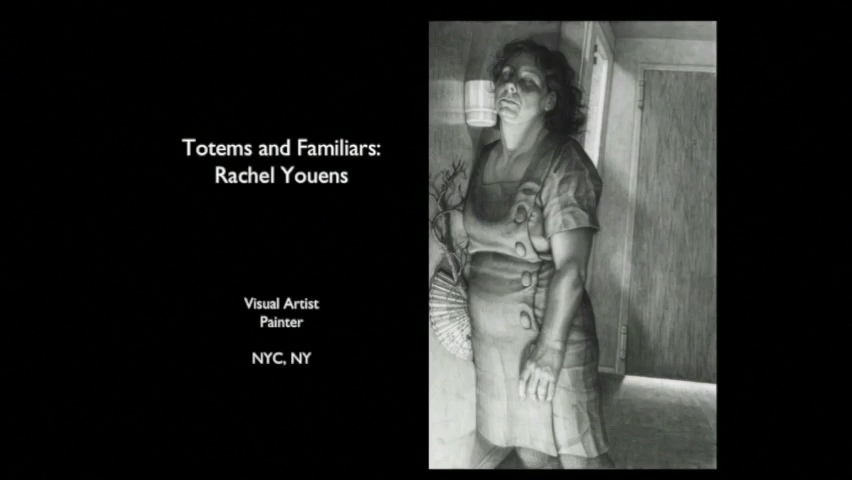 Totems and Familiars:
Rachel Youens
Visual Artist
Painter
NYC, NY